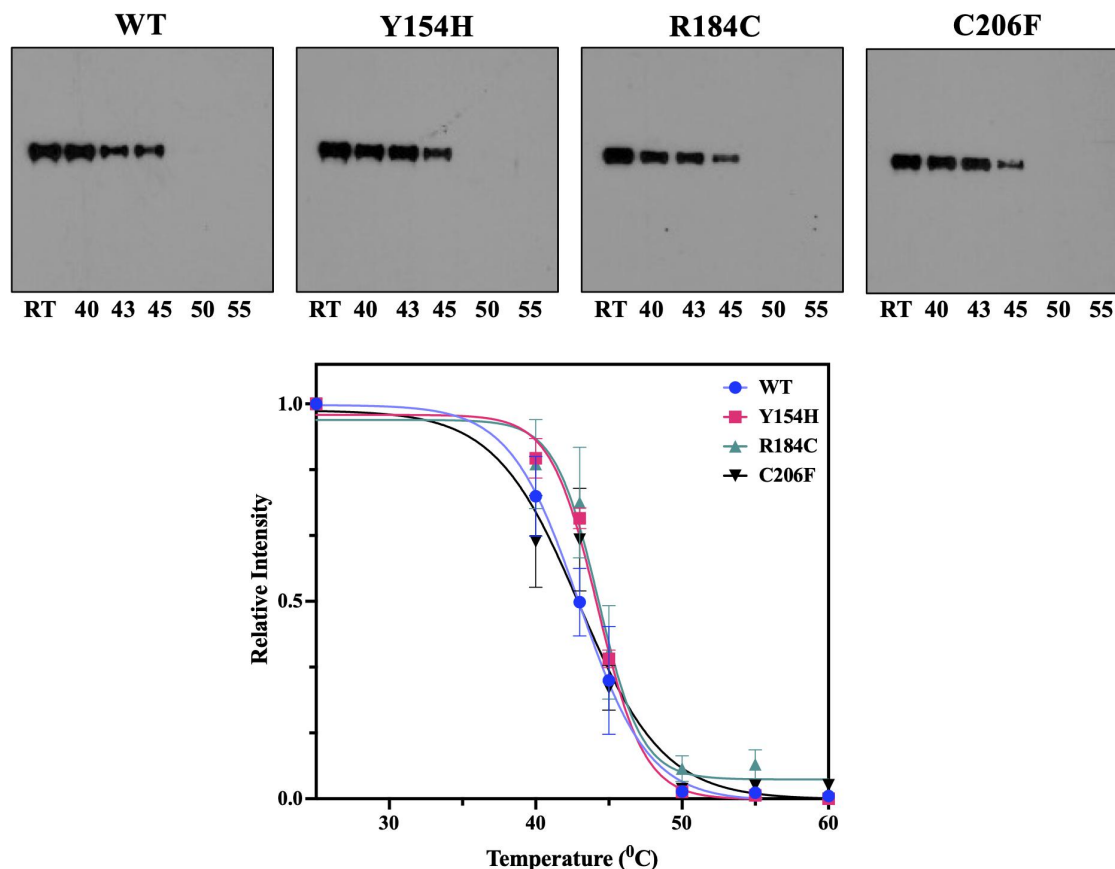 WT Y154H R184C C206F
RT 40 43 45 50 55 RT 40 43 45 50 55 RT 40 43 45 50 55 RT 40 43 45 50 55
WT
Y154H
R184C
C206F
1.0
0.5
0.0
Relative Intensity
30 40 50 60
Temperature (⁰C)